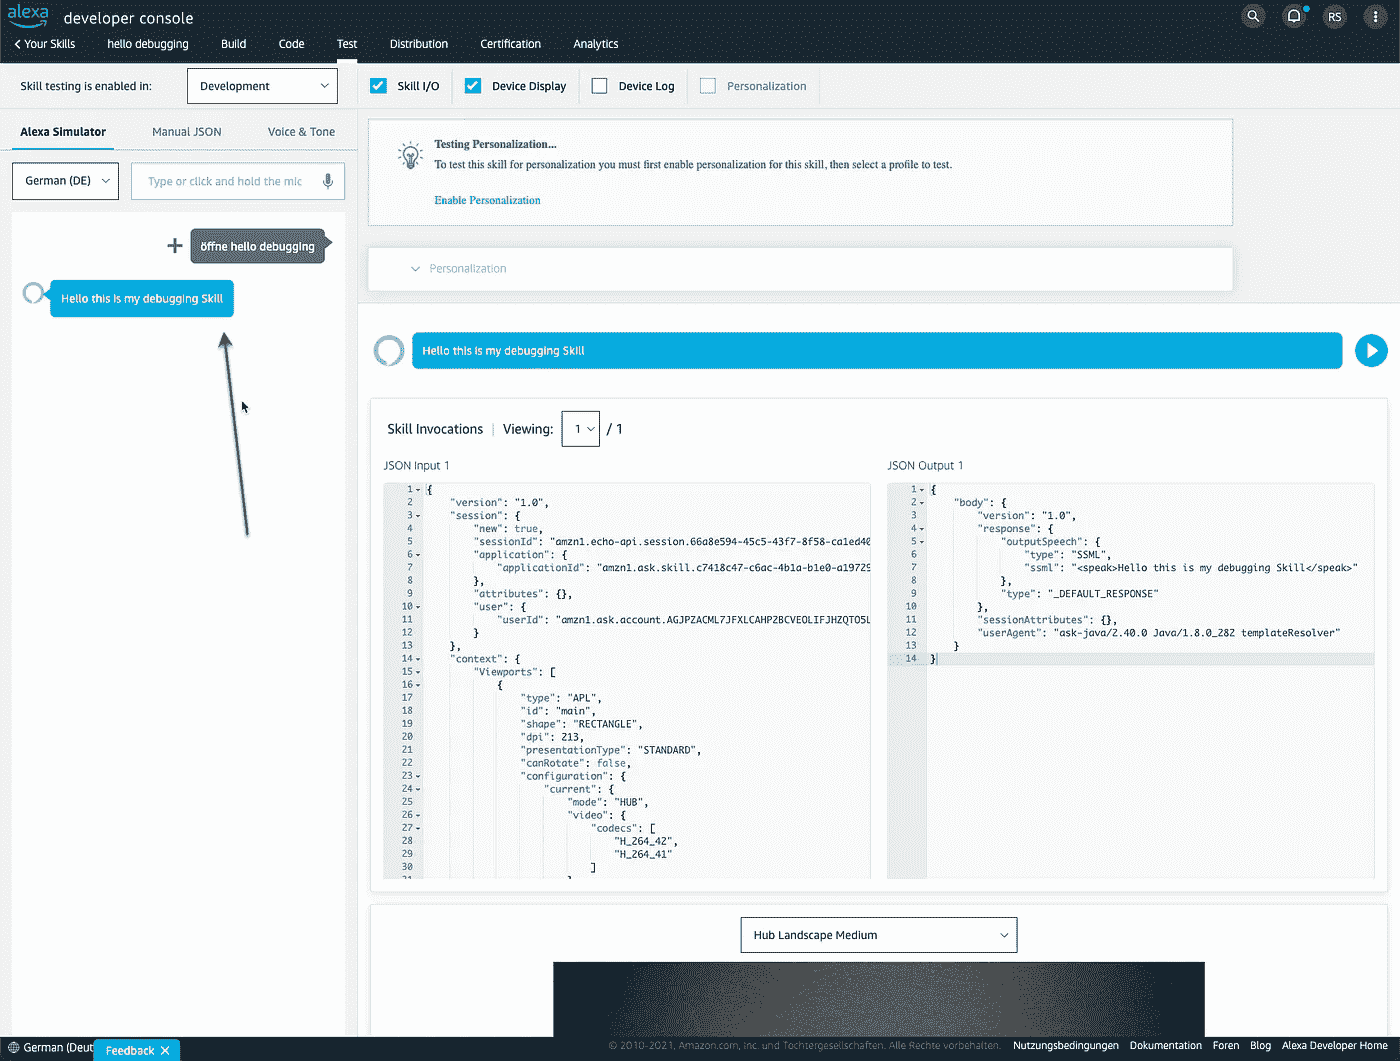 alexa developer console
RS
Your Skills hello debugging Build Code Test Distribution Certification Analytics
Skill testing is enabled in: Development Skill I/O Device Display Device Log Personalization
Alexa Simulator Manual JSON Voice & Tone
German (DE) Type or click and hold the mic
öffne hello debugging
Hello this is my debugging Skill
Testing Personalization...
To test this skill for personalization you must first enable personalization for this skill, then select a profile to test.
Enable Personalization
Personalization
Hello this is my debugging Skill
Skill Invocations | Viewing: 1 / 1
JSON Input 1
1 {
2 "version": "1.0",
3 "session": {
4 "new": true,
5 "sessionId": "amzn1.echo-api.session.66a8e594-45c5-43f7-8f58-ca1ed40
6 "application": {
7 "applicationId": "amzn1.ask.skill.c7418c47-c6ac-4b1a-b1e0-a19729
8 },
9 "attributes": {},
10 "user": {
11 "userId": "amzn1.ask.account.AGJPZACML7JFXLCAHPZBCVEOLIFJHZQTO5L
12 }
13 },
14 "context": {
15 "Viewports": [
16 {
17 "type": "APL",
18 "id": "main",
19 "shape": "RECTANGLE",
20 "dpi": 213,
21 "presentationType": "STANDARD",
22 "canRotate": false,
23 "configuration": {
24 "current": {
25 "mode": "HUB",
26 "video": {
27 "codecs": [
28 "H_264_42",
29 "H_264_41"
30 ]
JSON Output 1
1 {
2 "body": {
3 "version": "1.0",
4 "response": {
5 "outputSpeech": {
6 "type": "SSML",
7 "ssml": "<speak>Hello this is my debugging Skill</speak>"
8 },
9 "type": "_DEFAULT_RESPONSE"
10 },
11 "sessionAttributes": {},
12 "userAgent": "ask-java/2.40.0 Java/1.8.0_282 templateResolver"
13 }
14 }
Hub Landscape Medium
German (Deut Feedback © 2010-2021, Amazon.com, Inc. und Tochtergesellschaften. Alle Rechte vorbehalten. Nutzungsbedingungen Dokumentation Foren Blog Alexa Developer Home